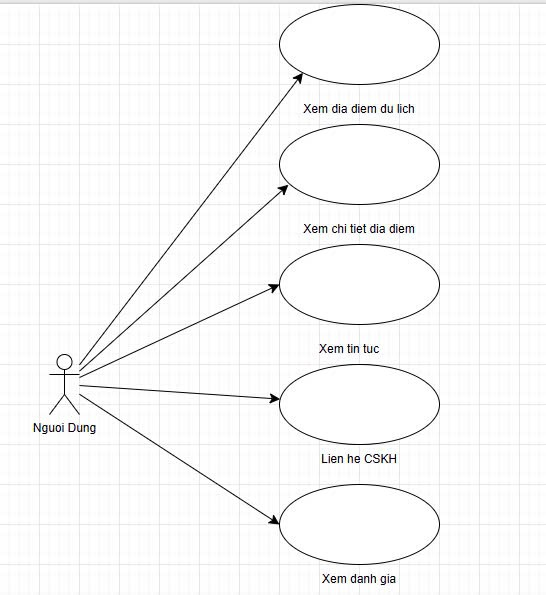 Xem dia diem du lich
Xem chi tiet dia diem
Xem tin tuc
Nguoi Dung
Lien he CSKH
Xem danh gia